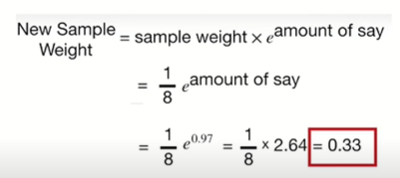 New Sample Weight = sample weight × e^amount of say
= 1/8 e^amount of say
= 1/8 e^0.97 = 1/8 × 2.64 = 0.33